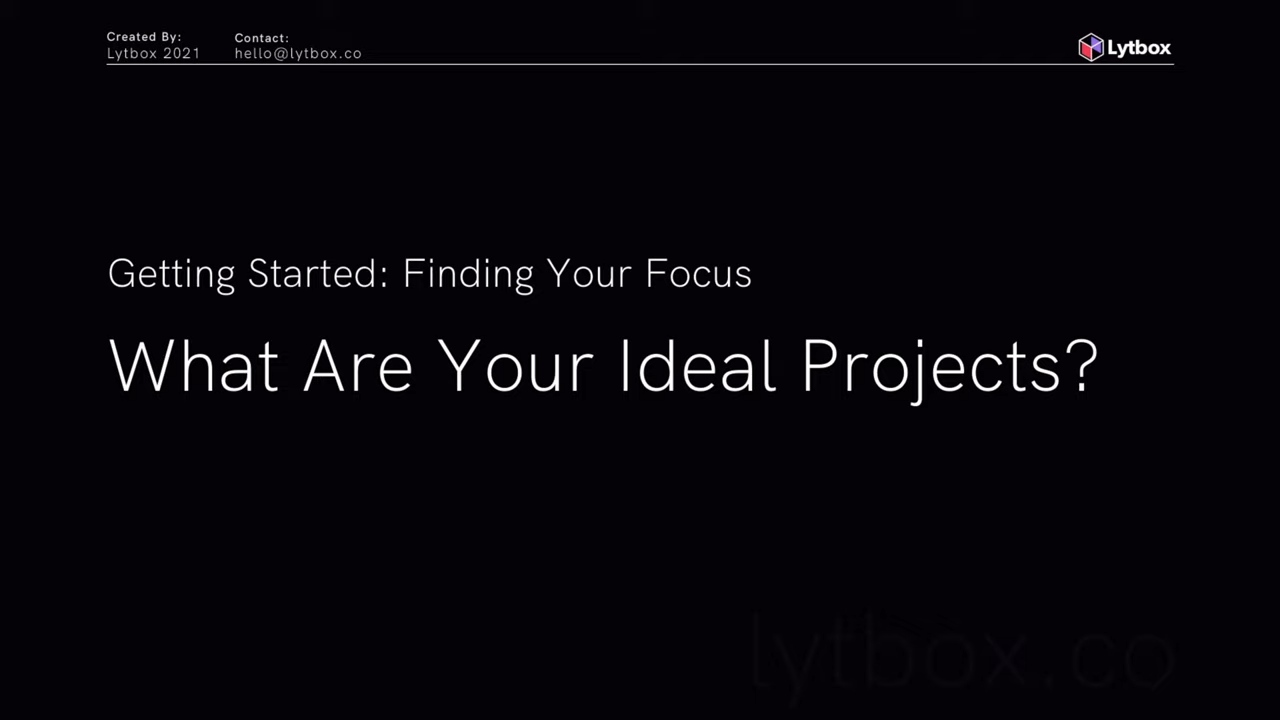 Created By:
Lytbox 2021
Contact:
hello@lytbox.co
Lytbox
Getting Started: Finding Your Focus
What Are Your Ideal Projects?
lytbox.co